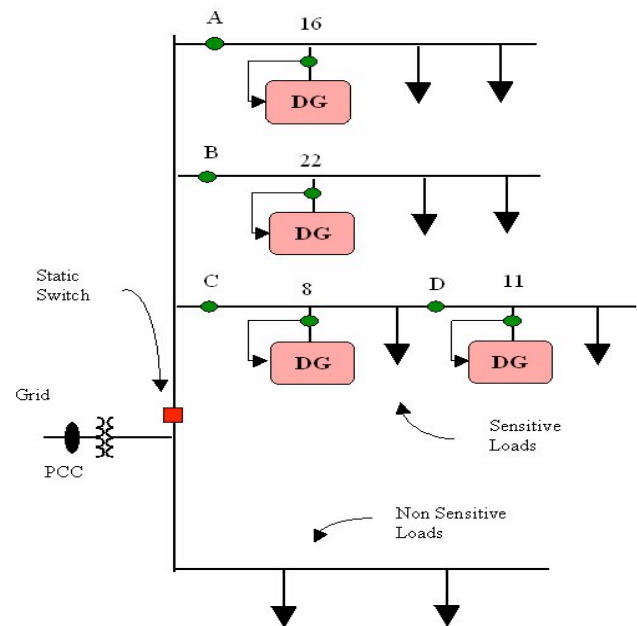 A
16
DG
B
22
DG
Static
Switch
C
8
D
11
DG
DG
Grid
PCC
Sensitive
Loads
Non Sensitive
Loads